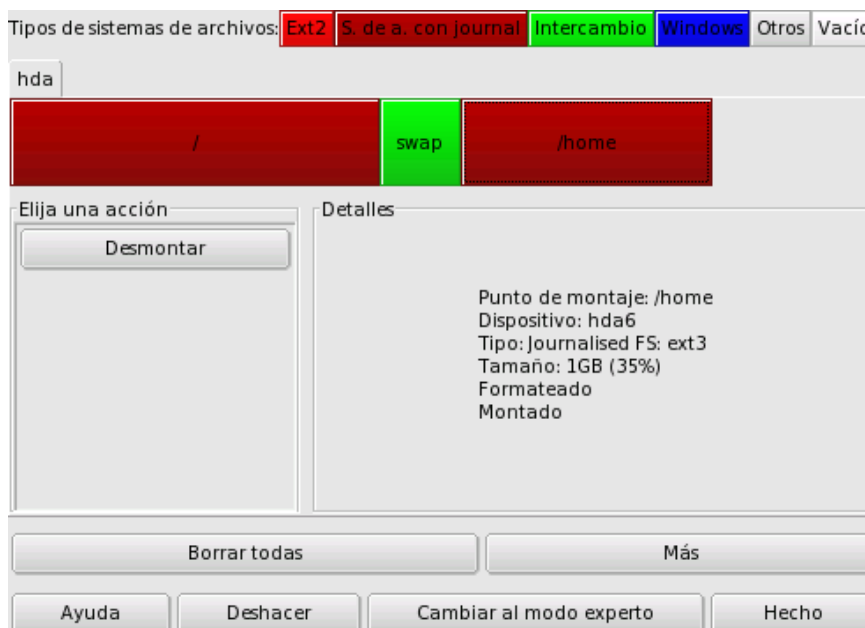 Tipos de sistemas de archivos: Ext2 S. de a. con journal Intercambio Windows Otros Vacío
hda
/ swap /home
Elija una acción
Desmontar
Detalles
Punto de montaje: /home
Dispositivo: hda6
Tipo: Journalised FS: ext3
Tamaño: 1GB (35%)
Formateado
Montado
Borrar todas Más
Ayuda Deshacer Cambiar al modo experto Hecho